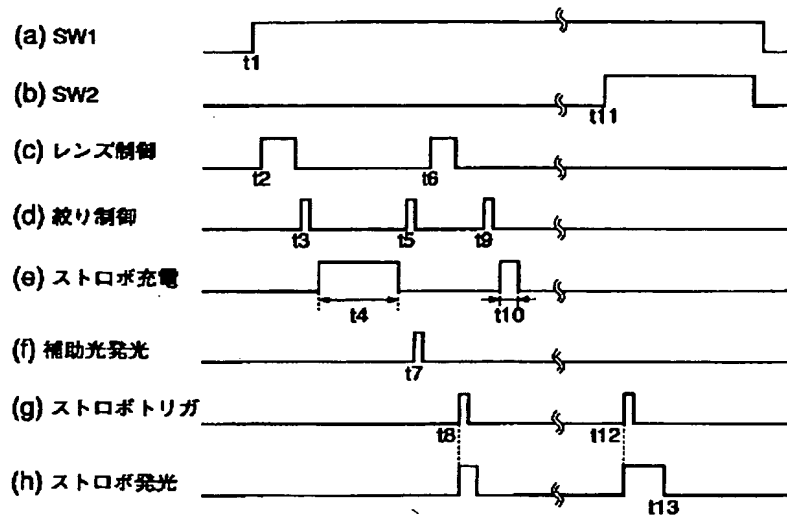 (a) SW1
t1
(b) SW2
t11
(c) レンズ制御
t2 t6
(d)絞り制御
t3 t5 t9
(e) ストロボ充電
t4 t10
(f) 補助光発光
t7
(g) ストロボトリガ
t8 t12
(h) ストロボ発光
t13